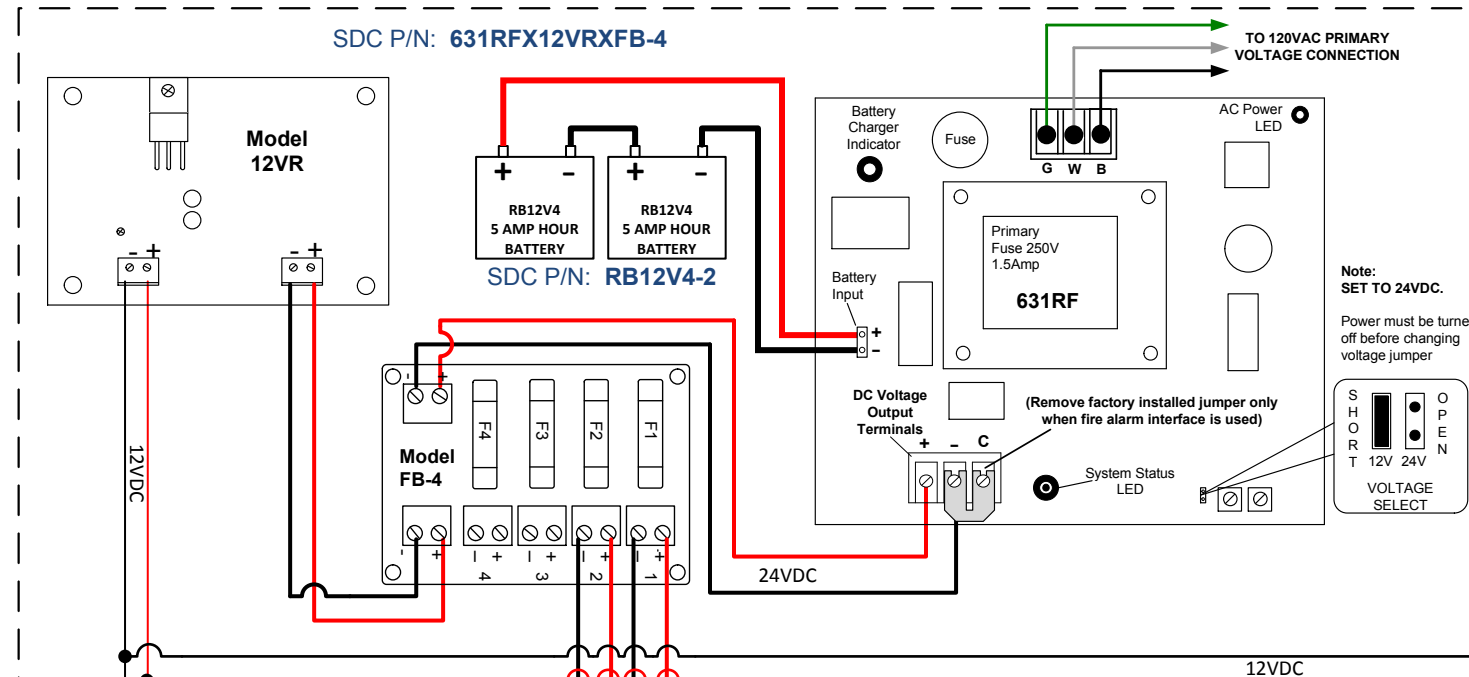 SDC P/N: 631RFX12VRXFB-4
TO 120VAC PRIMARY
VOLTAGE CONNECTION
Model
12VR
- +
- +
+ -
RB12V4
5 AMP HOUR
BATTERY
+ -
RB12V4
5 AMP HOUR
BATTERY
SDC P/N: RB12V4-2
Battery
Charger
Indicator
Fuse
G W B
AC Power
LED
Primary
Fuse 250V
1.5Amp
631RF
Battery
Input
+
-
Note:
SET TO 24VDC.
Power must be turne
off before changing
voltage jumper
SHORT
12V 24V
OPEN
VOLTAGE
SELECT
DC Voltage
Output
Terminals
+ - C
(Remove factory installed jumper only
when fire alarm interface is used)
System Status
LED
- +
F4 F3 F2 F1
Model
FB-4
- + - + - + - + - +
4 3 2 1
12VDC
24VDC
12VDC